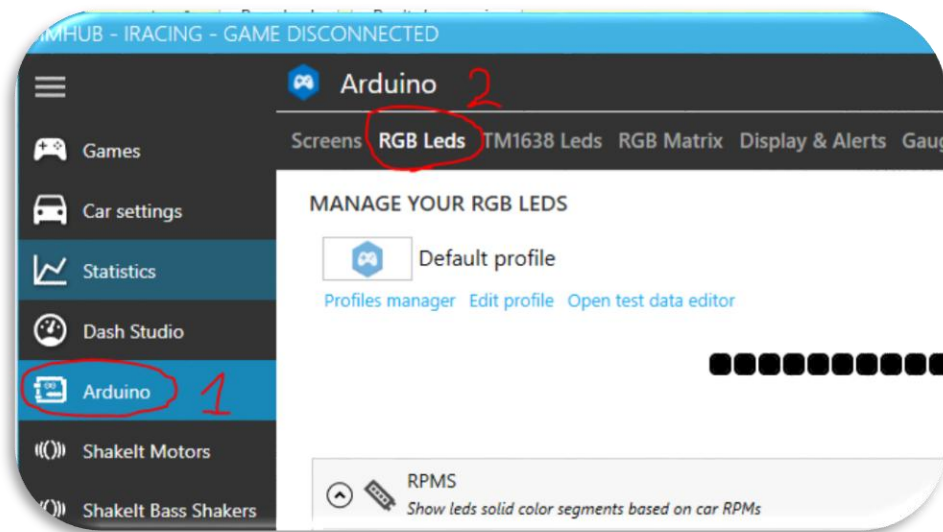 IMHUB - IRACING - GAME DISCONNECTED
Arduino
2
Screens RGB Leds TM1638 Leds RGB Matrix Display & Alerts Gaug
Games
MANAGE YOUR RGB LEDS
Car settings
Default profile
Statistics
Profiles manager Edit profile Open test data editor
Dash Studio
Arduino
1
ShakeIt Motors
RPMS
Show leds solid color segments based on car RPMs
ShakeIt Bass Shakers